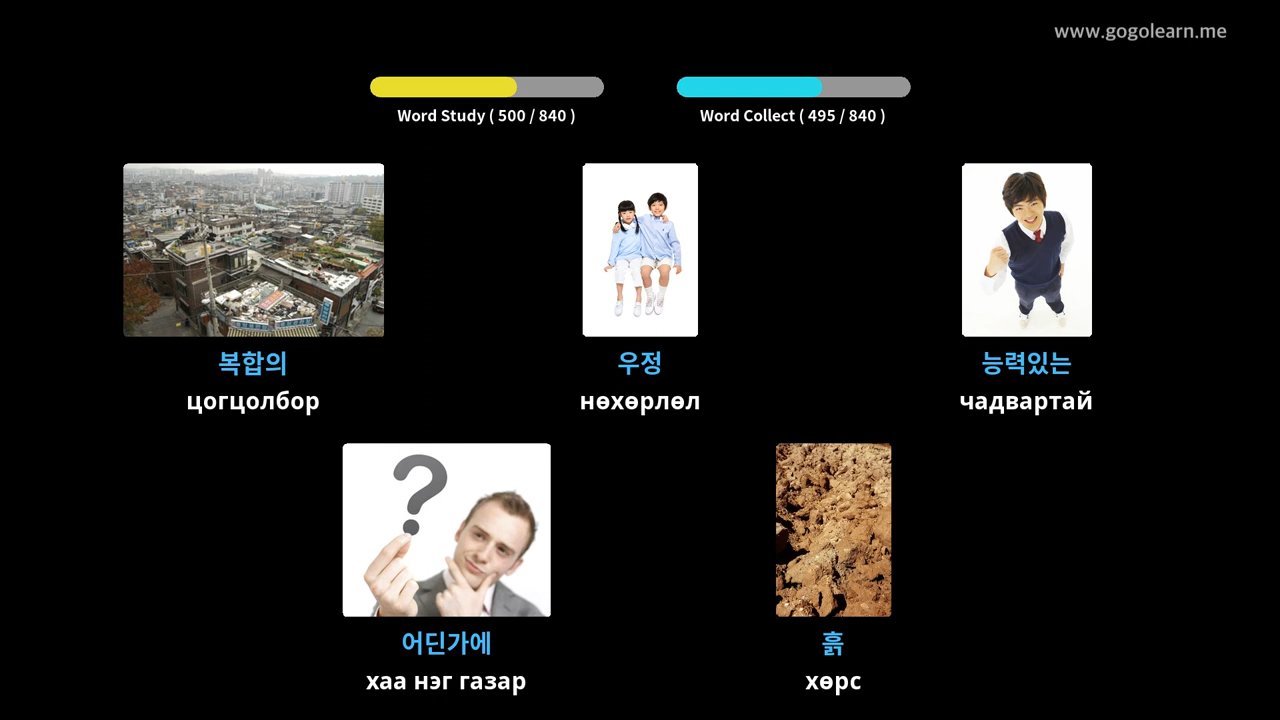 www.gogolearn.me
Word Study ( 500 / 840 )
Word Collect ( 495 / 840 )
복합의
цогцолбор
우정
нөхөрлөл
능력있는
чадвартай
어딘가에
хаа нэг газар
흙
хөрс